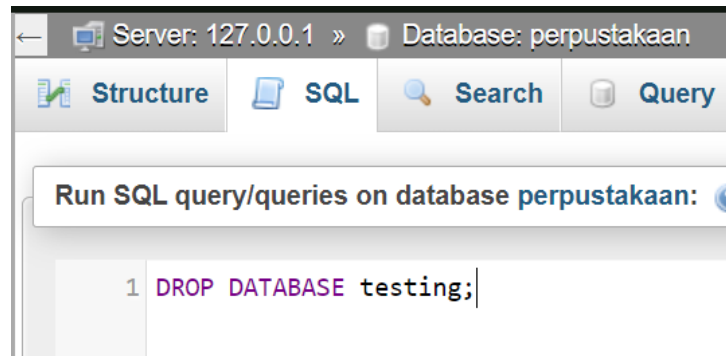 Server: 127.0.0.1 » Database: perpustakaan
Structure SQL Search Query
Run SQL query/queries on database perpustakaan:
1 DROP DATABASE testing;